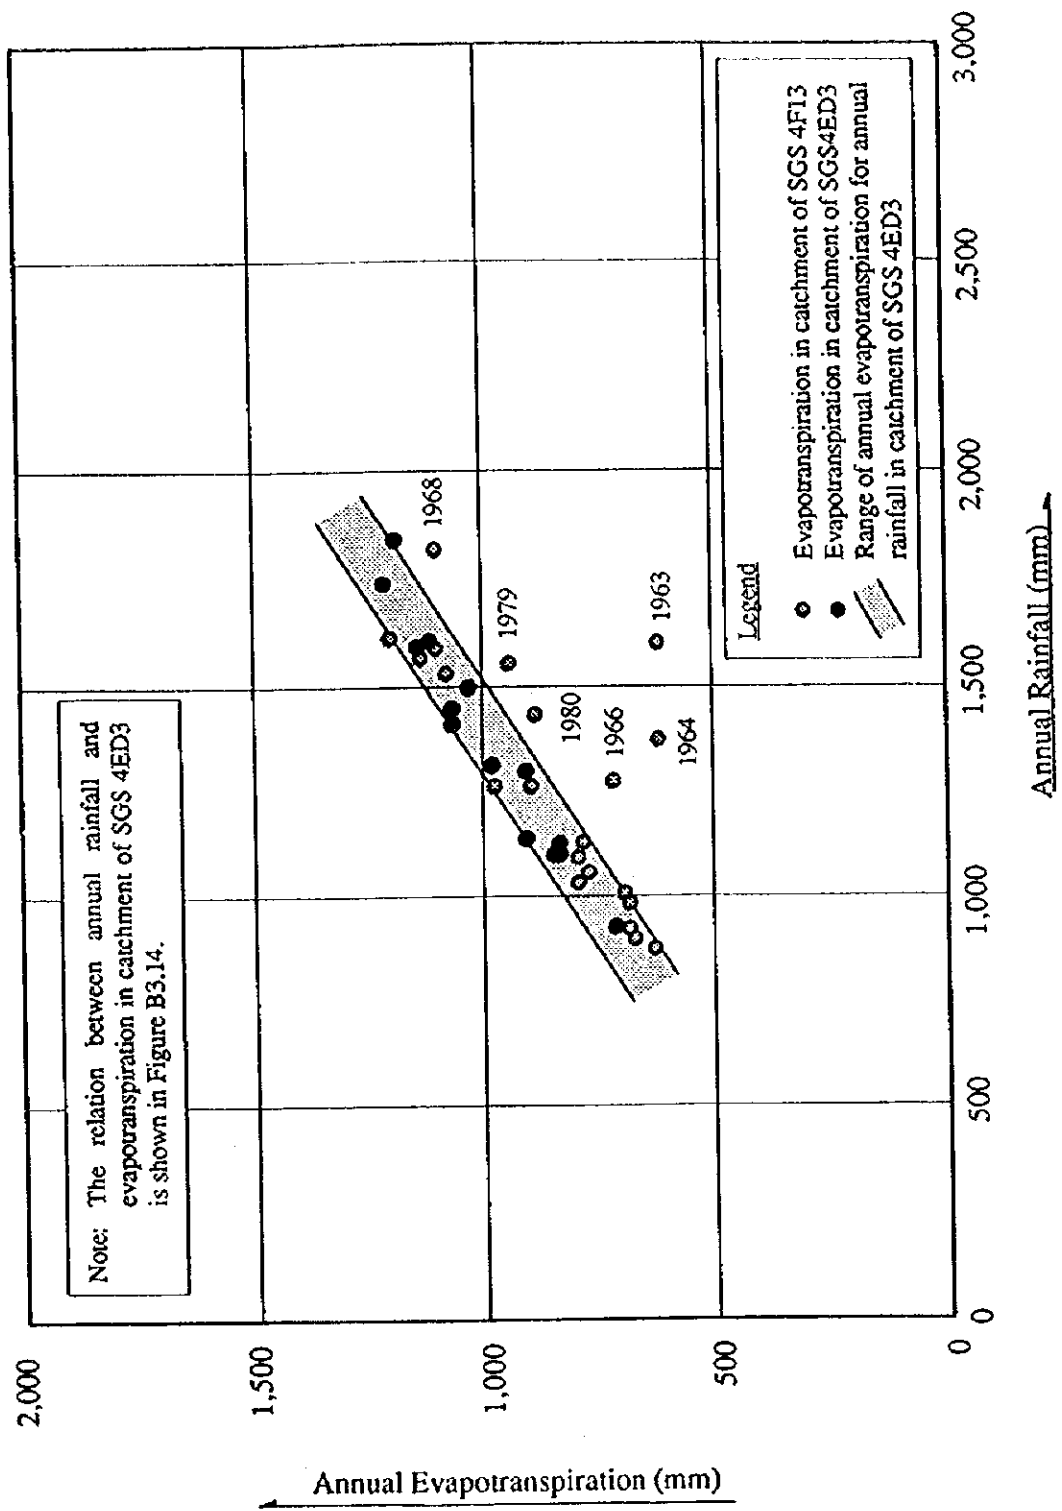 Note: The relation between annual rainfall and
evapotranspiration in catchment of SGS 4ED3
is shown in Figure B3.14.
2,000
1,500
1,000
500
0
Annual Evapotranspiration (mm)
1968
1979
1980
1963
1966
1964
Legend
Evapotranspiration in catchment of SGS 4F13
Evapotranspiration in catchment of SGS4ED3
Range of annual evapotranspiration for annual
rainfall in catchment of SGS 4ED3
0
500
1,000
1,500
2,000
2,500
3,000
Annual Rainfall (mm)